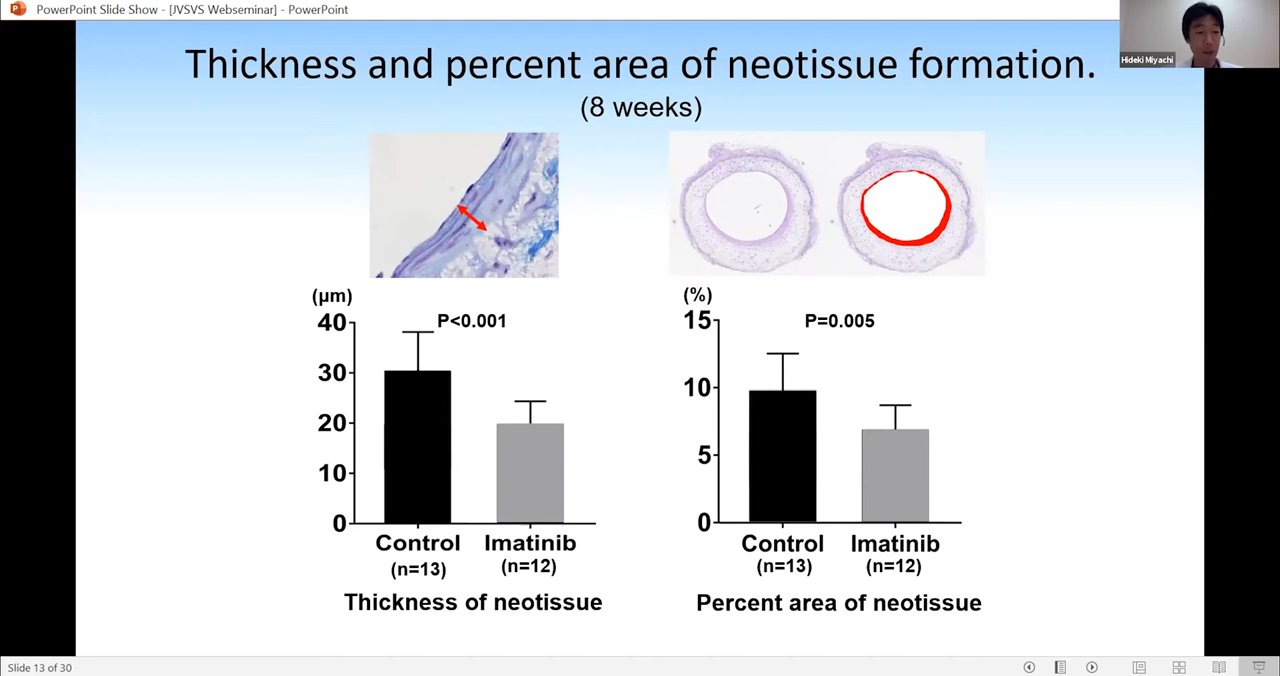 PowerPoint Slide Show - [JVSVS Webseminar] - PowerPoint
Hideki Miyachi
Thickness and percent area of neotissue formation.
(8 weeks)
(μm)
40
30
20
10
0
P<0.001
Control
(n=13)
Imatinib
(n=12)
Thickness of neotissue
(%)
15
10
5
0
P=0.005
Control
(n=13)
Imatinib
(n=12)
Percent area of neotissue
Slide 13 of 30